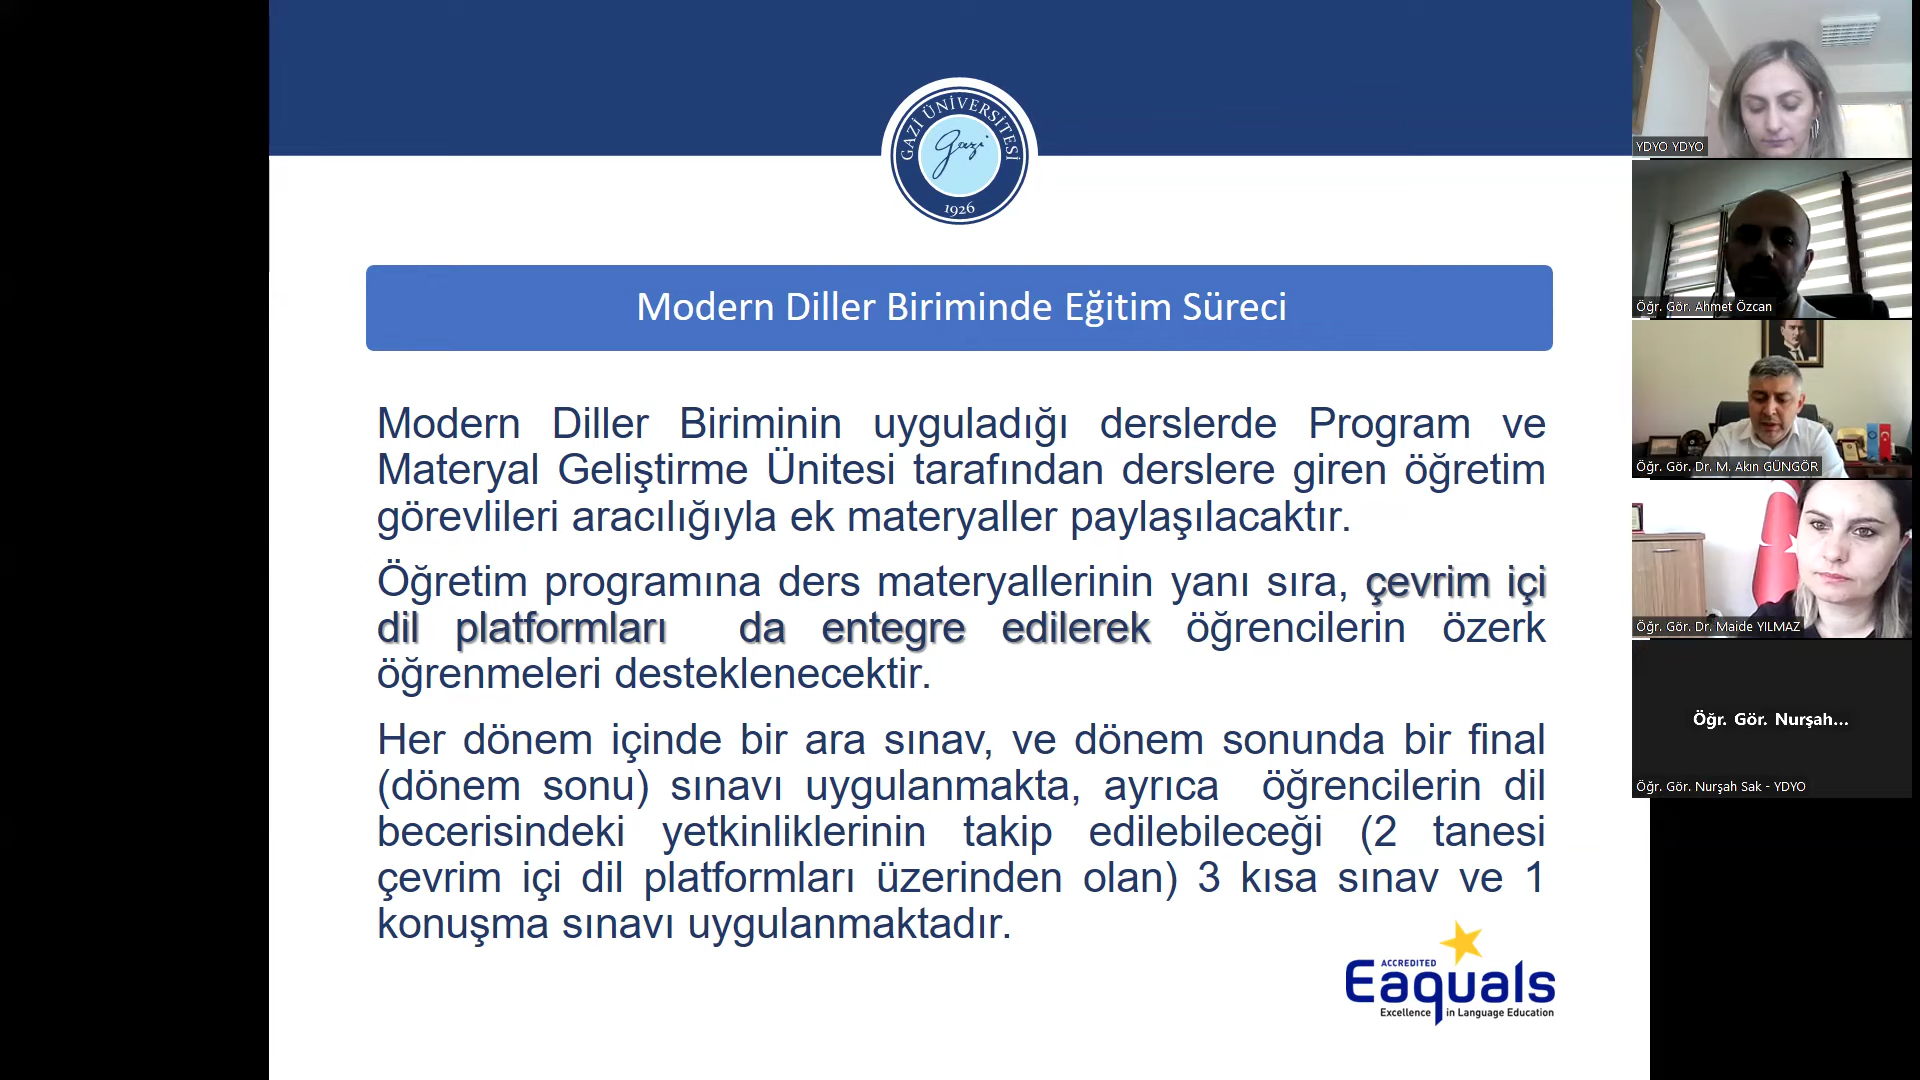 GAZİ ÜNİVERSİTESİ
Gazi
1926
Modern Diller Biriminde Eğitim Süreci
Modern Diller Biriminin uyguladığı derslerde Program ve
Materyal Geliştirme Ünitesi tarafından derslere giren öğretim
görevlileri aracılığıyla ek materyaller paylaşılacaktır.
Öğretim programına ders materyallerinin yanı sıra, çevrim içi
dil platformları da entegre edilerek öğrencilerin özerk
öğrenmeleri desteklenecektir.
Her dönem içinde bir ara sınav, ve dönem sonunda bir final
(dönem sonu) sınavı uygulanmakta, ayrıca öğrencilerin dil
becerisindeki yetkinliklerinin takip edilebileceği (2 tanesi
çevrim içi dil platformları üzerinden olan) 3 kısa sınav ve 1
konuşma sınavı uygulanmaktadır.
ACCREDITED
Eaquals
Excellence in Language Education
YDYO YDYO
Öğr. Gör. Ahmet Özcan
Öğr. Gör. Dr. M. Akın GÜNGÖR
Öğr. Gör. Dr. Maide YILMAZ
Öğr. Gör. Nurşah...
Öğr. Gör. Nurşah Sak - YDYO